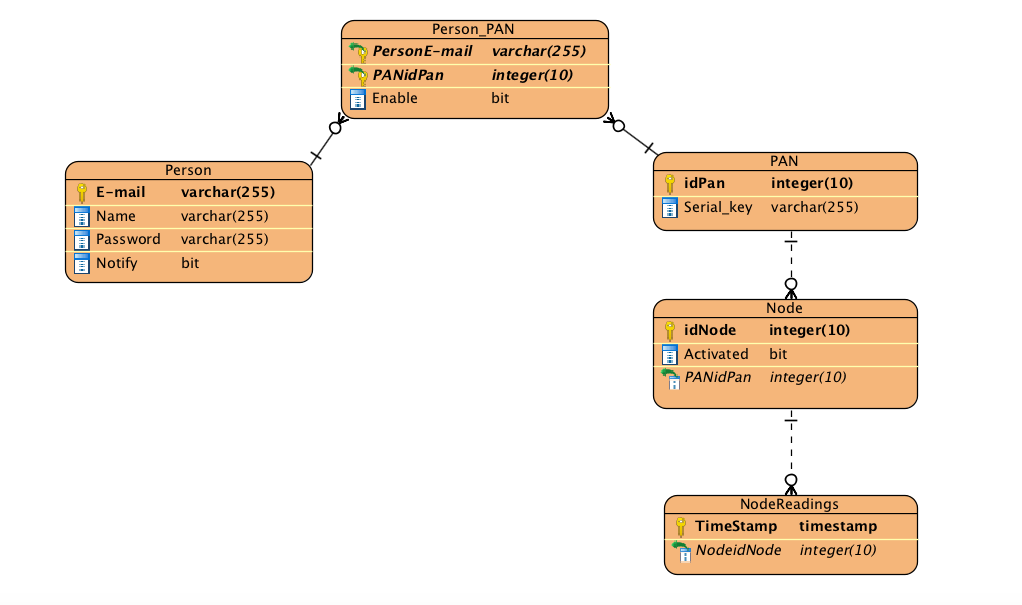 Person_PAN
PersonE-mail varchar(255)
PANidPan integer(10)
Enable bit
Person
E-mail varchar(255)
Name varchar(255)
Password varchar(255)
Notify bit
PAN
idPan integer(10)
Serial_key varchar(255)
Node
idNode integer(10)
Activated bit
PANidPan integer(10)
NodeReadings
TimeStamp timestamp
NodeidNode integer(10)